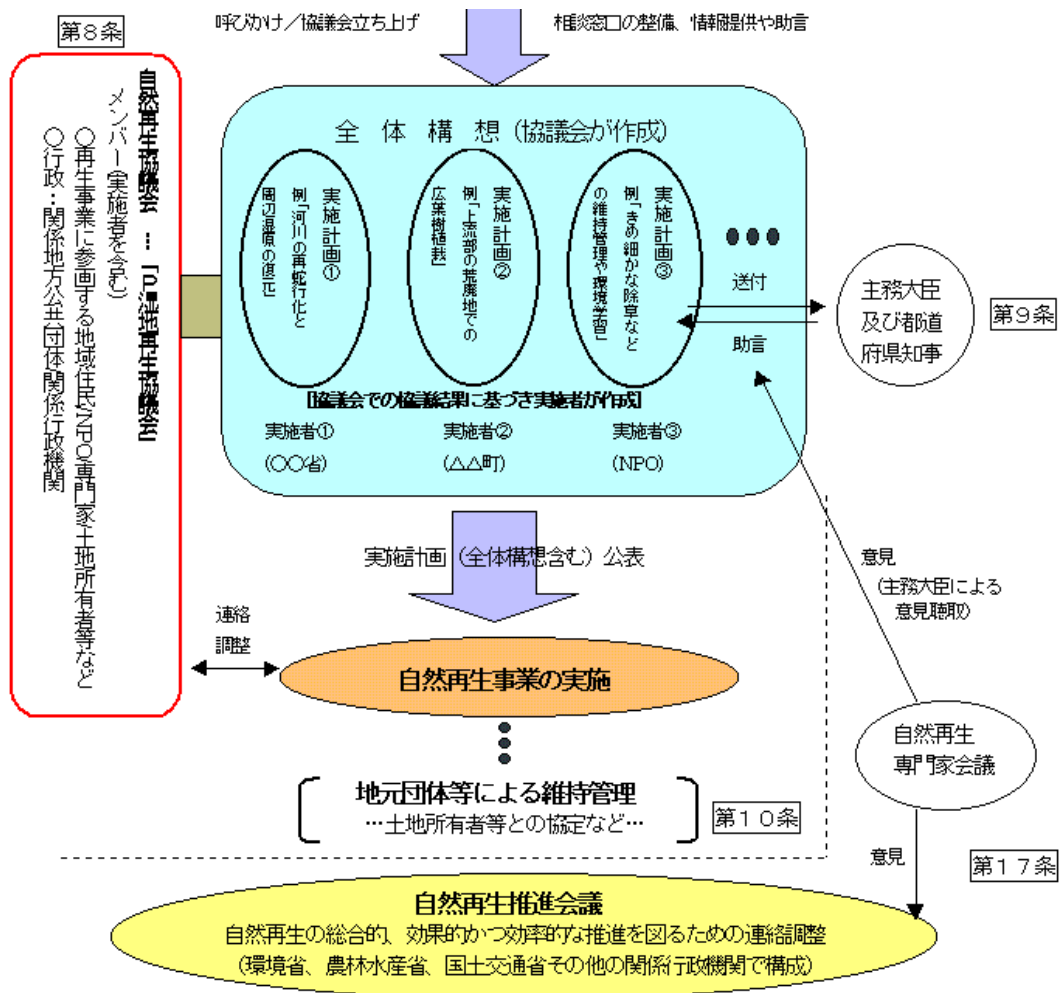 呼びかけ／協議会立ち上げ
相談窓口の整備、情報提供や助言
第８条
自然再生協議会 … 「Ｐ湿地再生協議会」
メンバー（実施者を含む）
○再生事業に参画する地域住民/NPO/専門家/土地所有者等など
○行政：関係地方公共団体関係行政機関
全 体 構 想 (協議会が作成)
実施計画①
例「河川の再蛇行化と
周辺湿原の復元」
実施計画②
例「上流部の荒廃地での
広葉樹植栽」
実施計画③
例「きめ細かな除草など
の維持管理や環境学習」
●●●
送付
助言
主務大臣
及び都道
府県知事
第９条
[協議会での協議結果に基づき実施者が作成]
実施者①
(○○省)
実施者②
(△△町)
実施者③
(NPO)
実施計画（全体構想含む）公表
意見
(主務大臣による
意見聴取)
連絡
調整
自然再生事業の実施
自然再生
専門家会議
地元団体等による維持管理
…土地所有者等との協定など…
第１０条
意見
第１７条
自然再生推進会議
自然再生の総合的、効果的かつ効率的な推進を図るための連絡調整
(環境省、農林水産省、国土交通省その他の関係行政機関で構成)